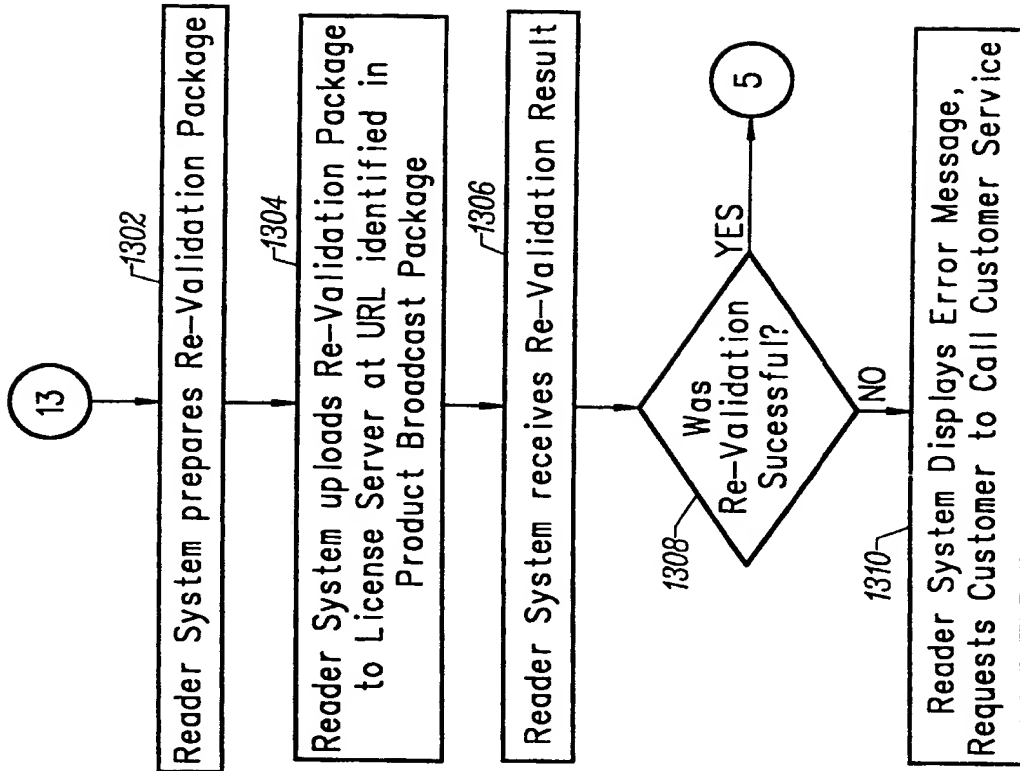 13
1302
Reader System prepares Re-Validation Package
1304
Reader System uploads Re-Validation Package
to License Server at URL identified in
Product Broadcast Package
1306
Reader System receives Re-Validation Result
1308
Was
Re-Validation
Sucessful?
YES
5
NO
1310
Reader System Displays Error Message,
Requests Customer to Call Customer Service